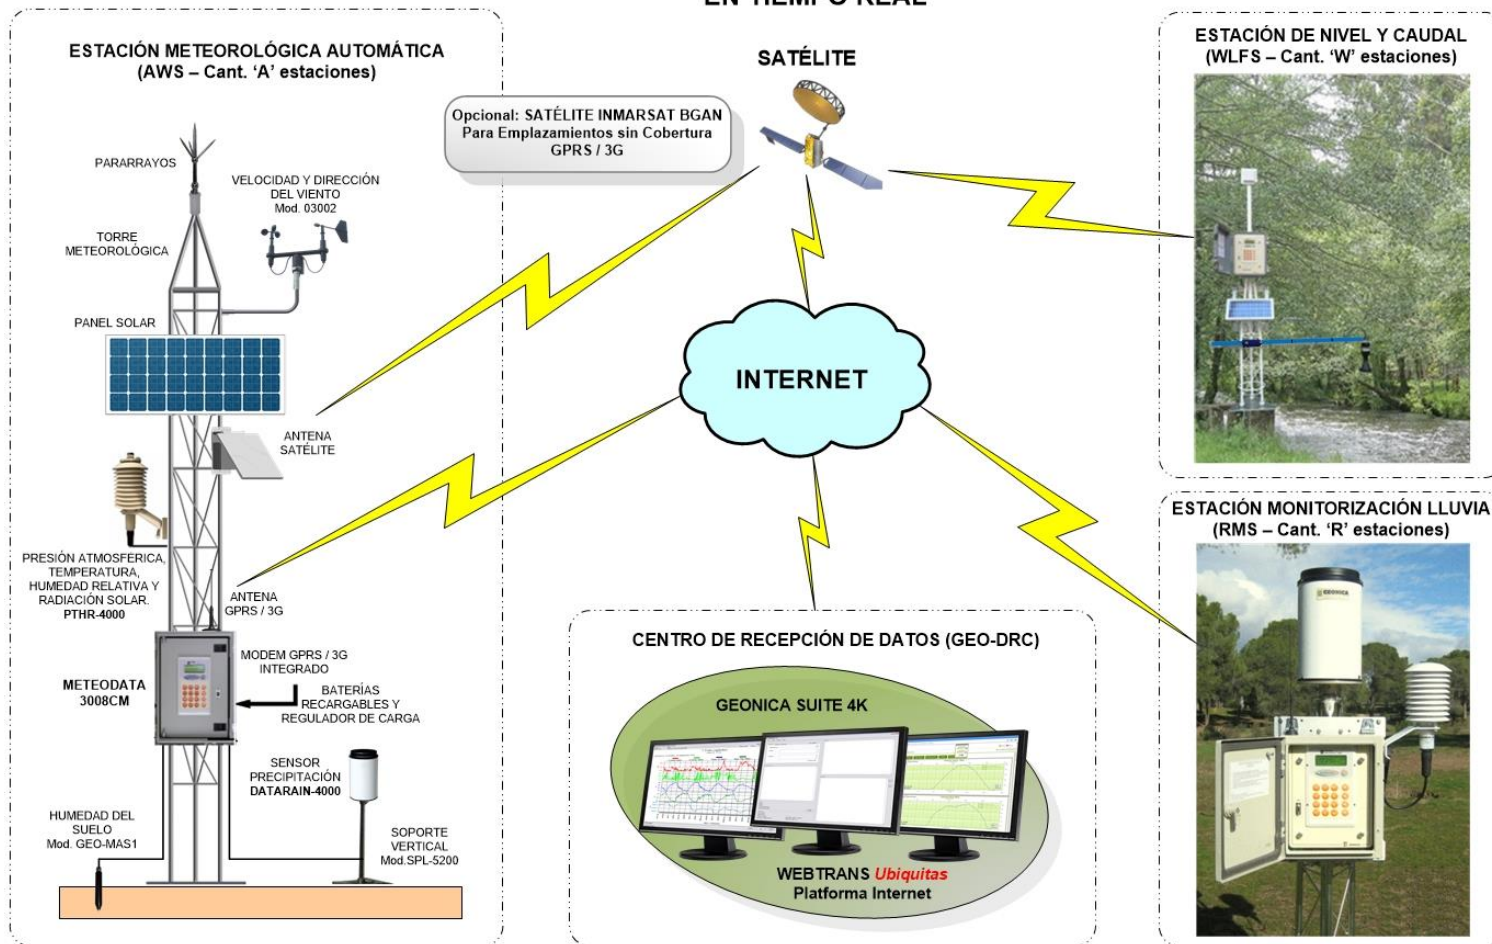 EN TIEMPO REAL
ESTACIÓN METEOROLÓGICA AUTOMÁTICA
(AWS – Cant. ‘A’ estaciones)
PARARRAYOS
VELOCIDAD Y DIRECCIÓN
DEL VIENTO
Mod. 03002
TORRE
METEOROLÓGICA
PANEL SOLAR
ANTENA
SATÉLITE
PRESIÓN ATMOSFERICA,
TEMPERATURA,
HUMEDAD RELATIVA Y
RADIACIÓN SOLAR.
PTHR-4000
ANTENA
GPRS / 3G
MODEM GPRS / 3G
INTEGRADO
METEODATA
3008CM
BATERÍAS
RECARGABLES Y
REGULADOR DE CARGA
SENSOR
PRECIPITACIÓN
DATARAIN-4000
HUMEDAD DEL
SUELO
Mod. GEO-MAS1
SOPORTE
VERTICAL
Mod.SPL-5200
Opcional: SATÉLITE INMARSAT BGAN
Para Emplazamientos sin Cobertura
GPRS / 3G
SATÉLITE
INTERNET
CENTRO DE RECEPCIÓN DE DATOS (GEO-DRC)
GEONICA SUITE 4K
WEBTRANS Ubiquitas
Platforma Internet
ESTACIÓN DE NIVEL Y CAUDAL
(WLFS – Cant. ‘W’ estaciones)
ESTACIÓN MONITORIZACIÓN LLUVIA
(RMS – Cant. ‘R’ estaciones)
GEONICA